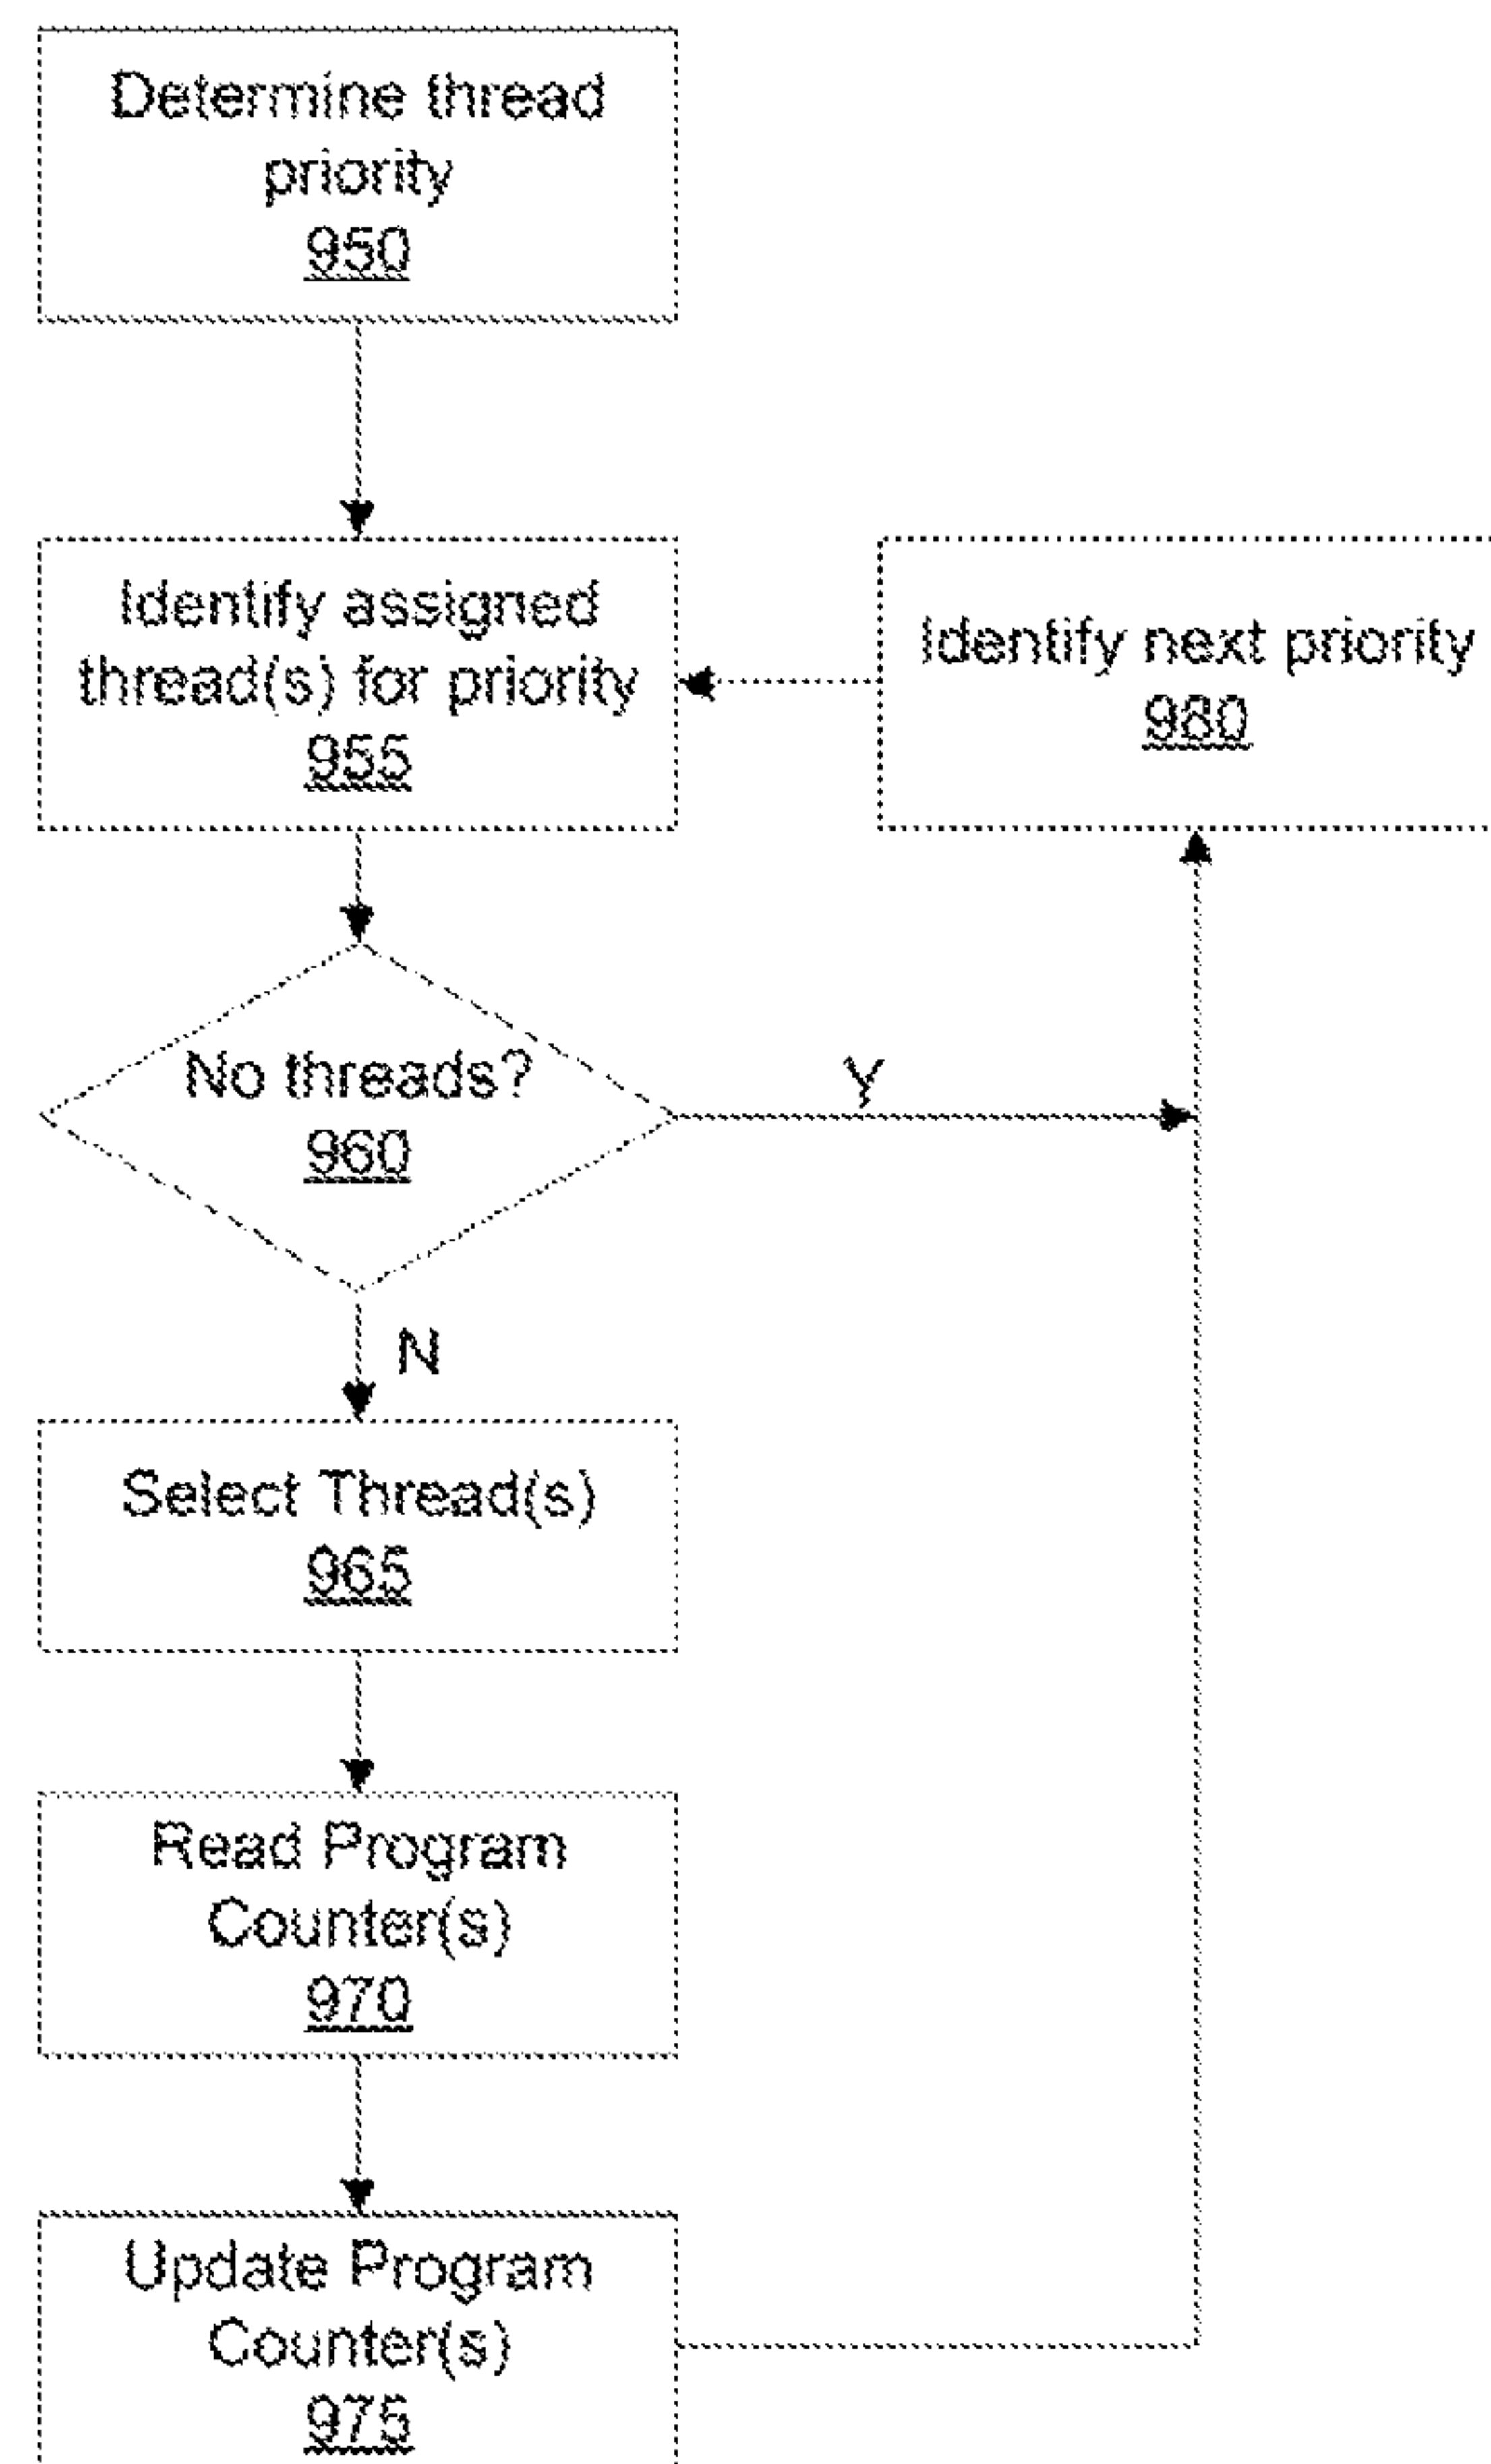 Determine thread
priority
950
Identify assigned
thread(s) for priority
955
Identify next priority
980
No threads?
960
Y
N
Select Thread(s)
965
Read Program
Counter(s)
970
Update Program
Counter(s)
975